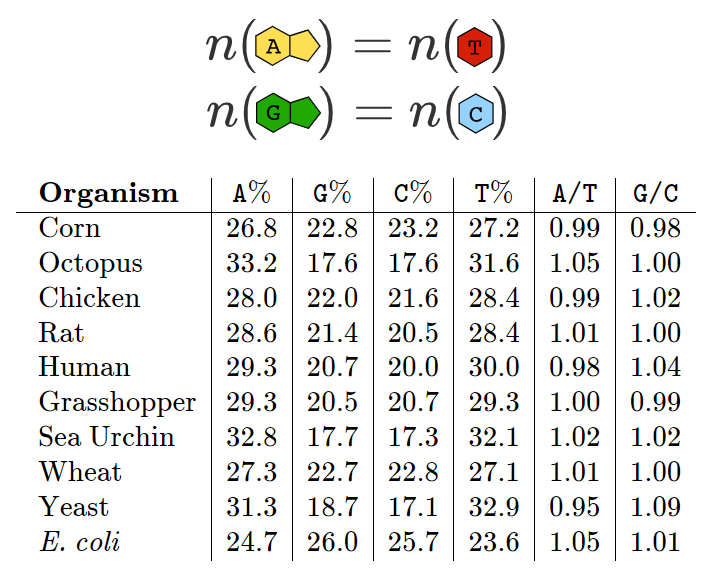 n(A) = n(T)
n(G) = n(C)
Organism A% G% C% T% A/T G/C
Corn 26.8 22.8 23.2 27.2 0.99 0.98
Octopus 33.2 17.6 17.6 31.6 1.05 1.00
Chicken 28.0 22.0 21.6 28.4 0.99 1.02
Rat 28.6 21.4 20.5 28.4 1.01 1.00
Human 29.3 20.7 20.0 30.0 0.98 1.04
Grasshopper 29.3 20.5 20.7 29.3 1.00 0.99
Sea Urchin 32.8 17.7 17.3 32.1 1.02 1.02
Wheat 27.3 22.7 22.8 27.1 1.01 1.00
Yeast 31.3 18.7 17.1 32.9 0.95 1.09
E. coli 24.7 26.0 25.7 23.6 1.05 1.01